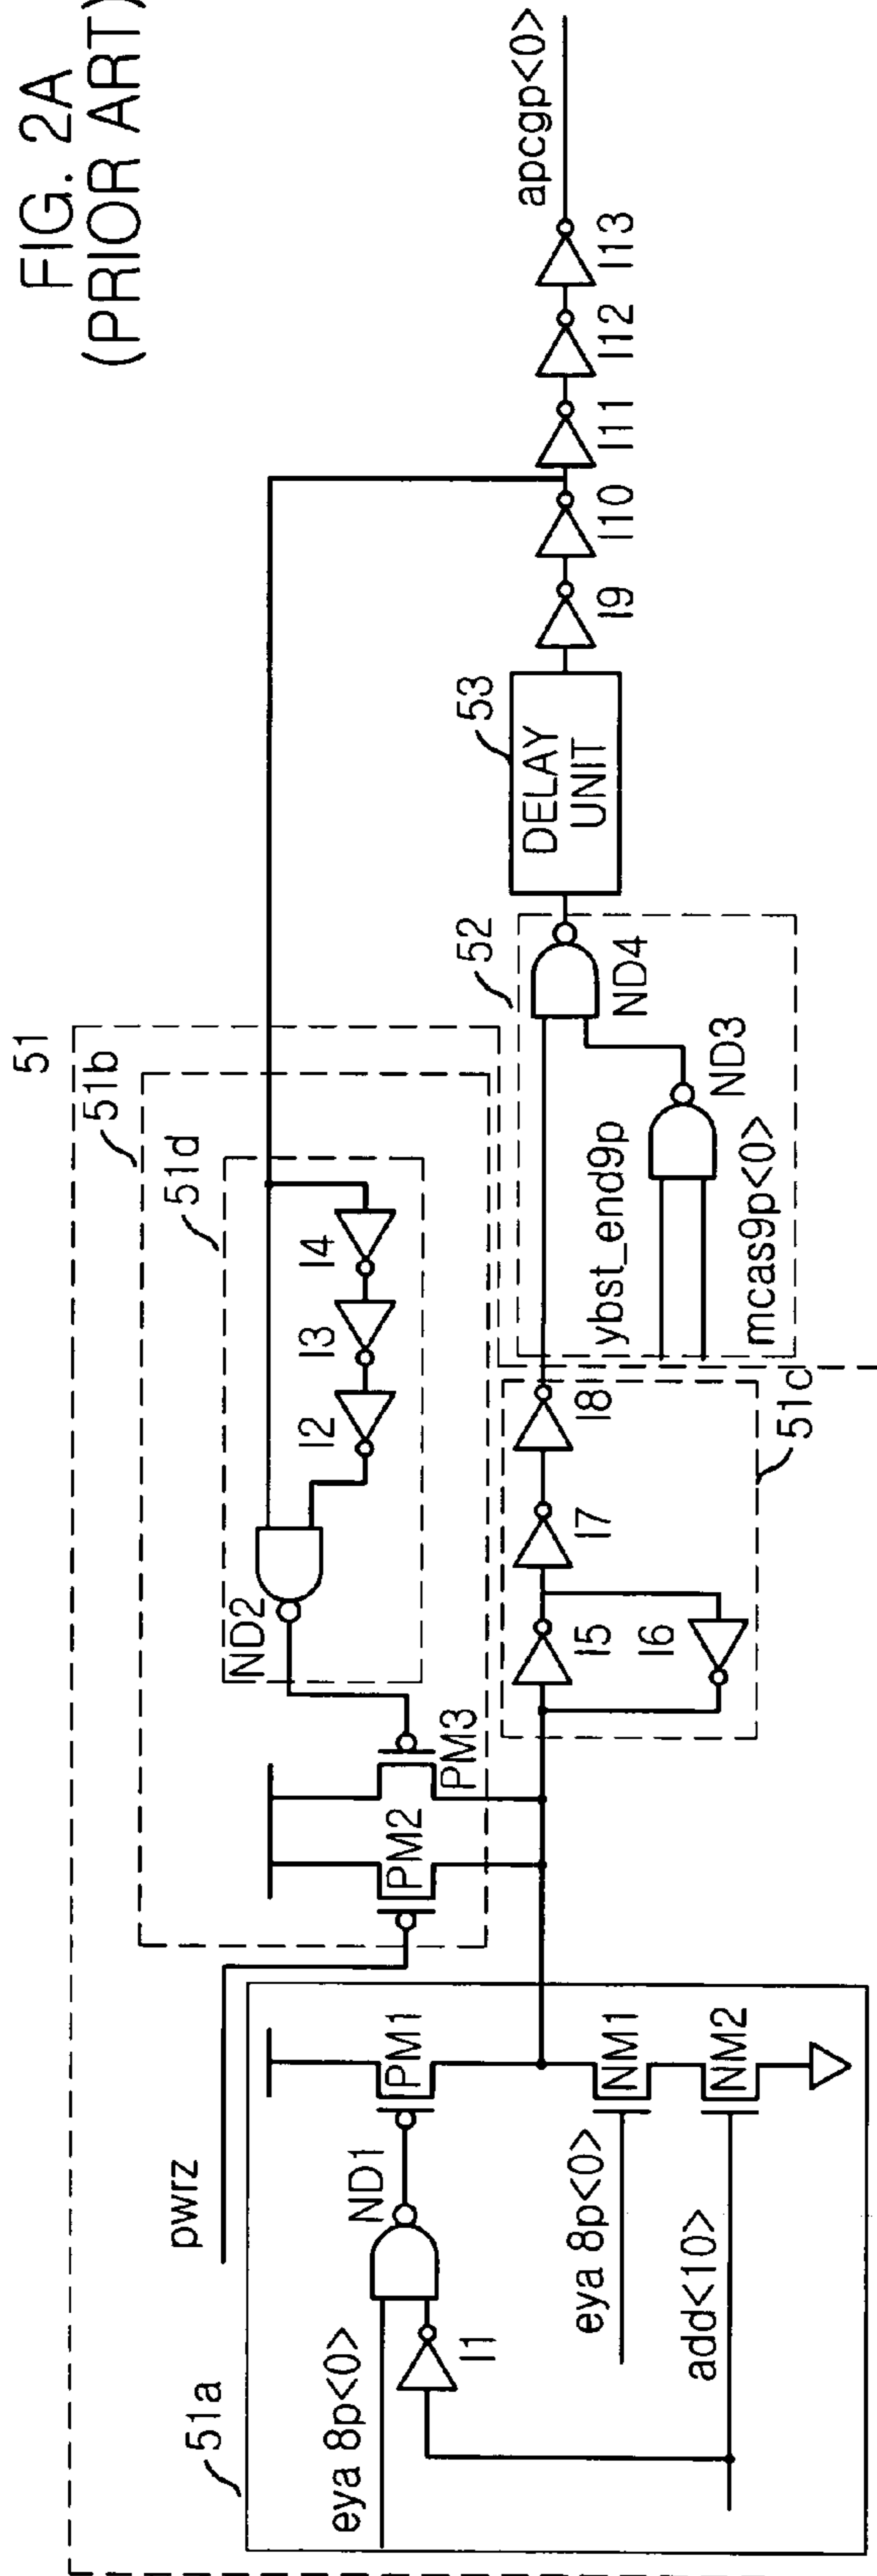 FIG. 2A
(PRIOR ART)
51
51b
51d
51a
pwrz
eya 8p<0>
ND1
I1
PM1
eya 8p<0>
NM1
add<10>
NM2
PM2
PM3
ND2
I2
I3
I4
I5
I6
I7
I8
51c
52
ybst_end9p
mcas9p<0>
ND3
ND4
53
DELAY
UNIT
I9
I10
I11
I12
I13
apcgp<0>